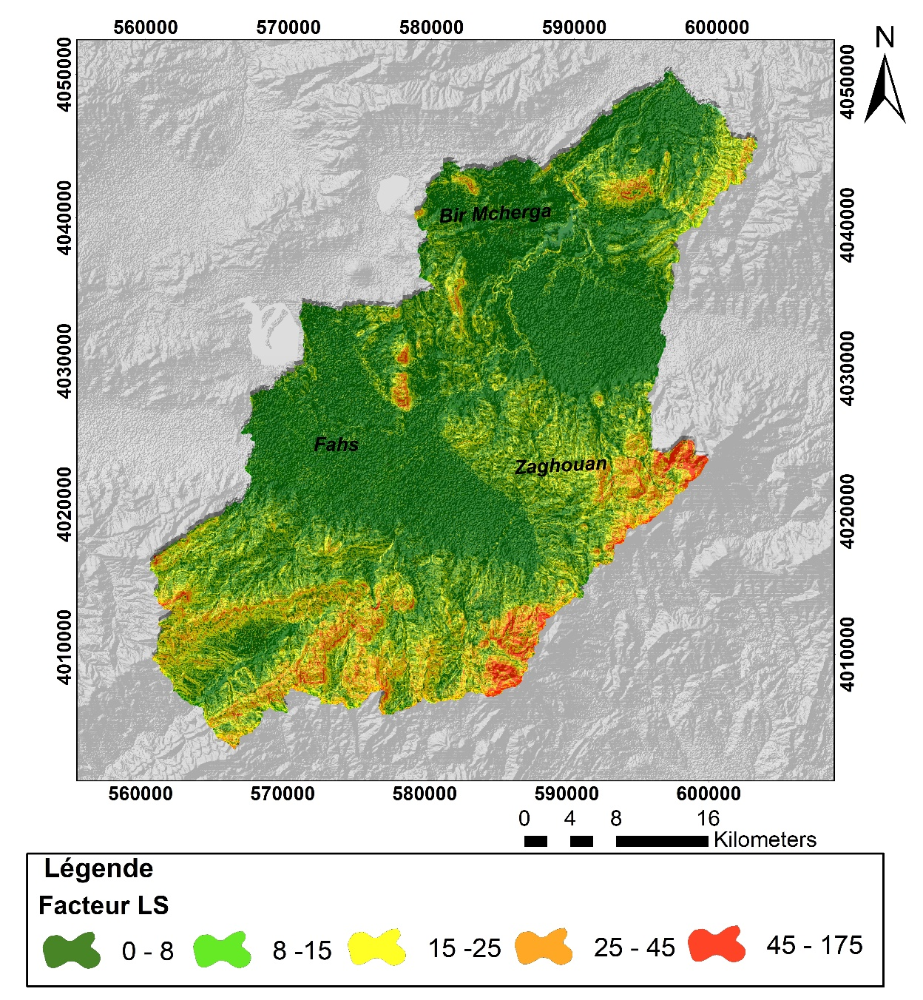 560000 570000 580000 590000 600000
N
4050000
4050000
4040000
4040000
4030000
4030000
4020000
4020000
4010000
4010000
Bir Mcherga
Fahs
Zaghouan
560000 570000 580000 590000 600000
0 4 8 16
Kilometers
Légende
Facteur LS
0 - 8 8 -15 15 -25 25 - 45 45 - 175